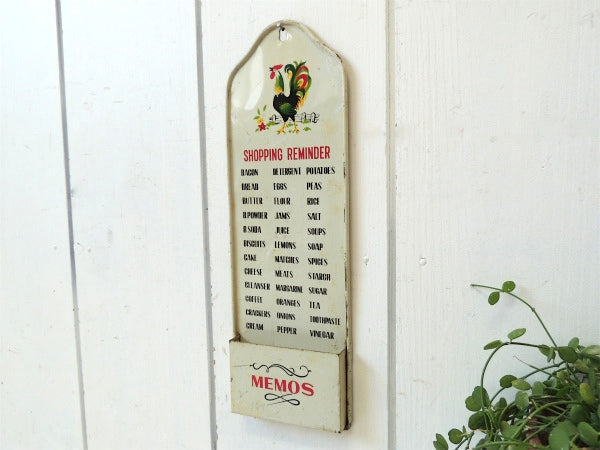 SHOPPING REMINDER
BACON DETERGENT POTATOES
BREAD EGGS PEAS
BUTTER FLOUR RICE
B.POWDER JAMS SALT
B.SODA JUICE SOUPS
BISCUITS LEMONS SOAP
CAKE MATCHES SPICES
CHEESE MEATS STARCH
CLEANSER MARGARINE SUGAR
COFFEE ORANGES TEA
CRACKERS ONIONS TOOTHPASTE
CREAM PEPPER VINEGAR
MEMOS